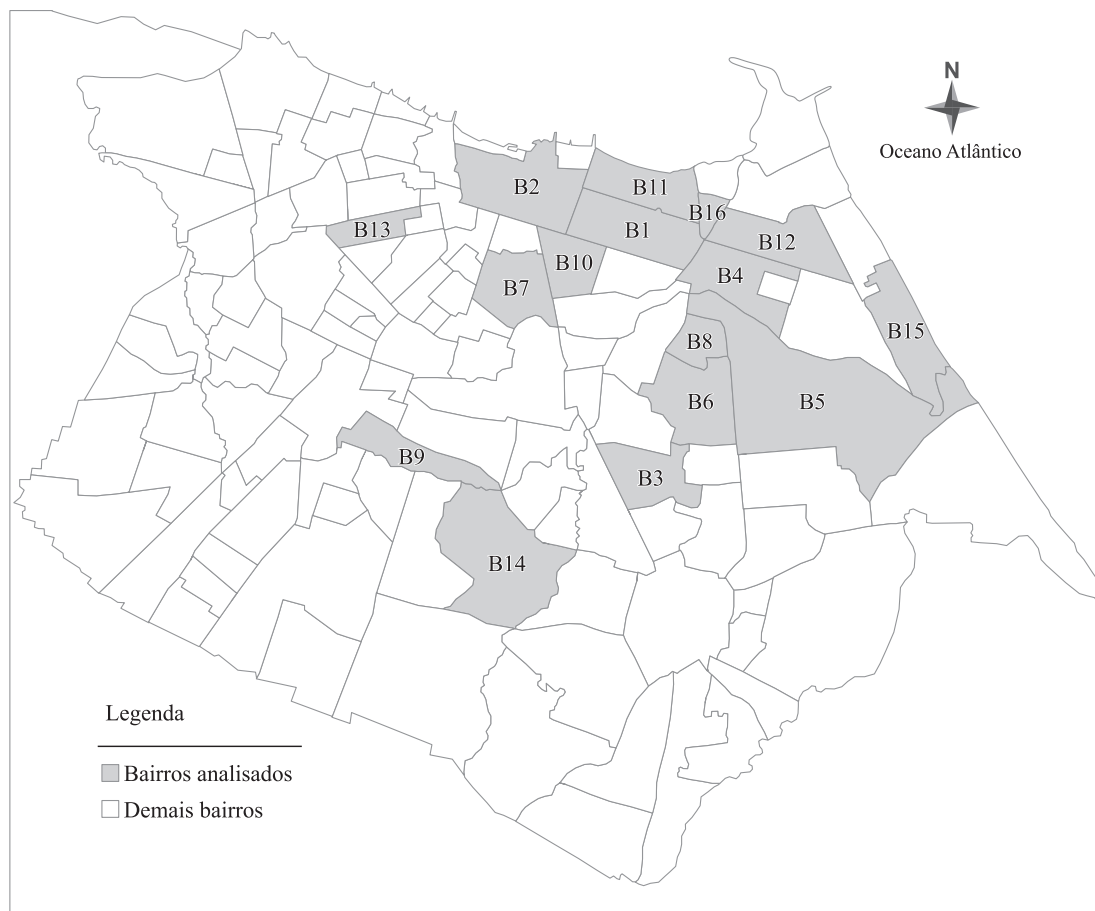 N
Oceano Atlântico
B2
B11
B16
B1
B13
B12
B10
B4
B7
B15
B8
B6
B5
B9
B3
B14
Legenda
Bairros analisados
Demais bairros